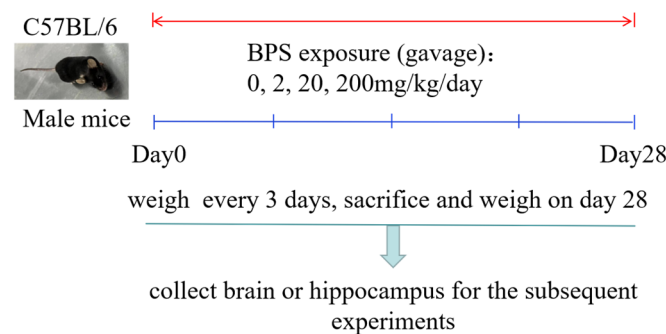 C57BL/6
BPS exposure (gavage)：
0, 2, 20, 200mg/kg/day
Male mice
Day0
Day28
weigh every 3 days, sacrifice and weigh on day 28
collect brain or hippocampus for the subsequent
experiments